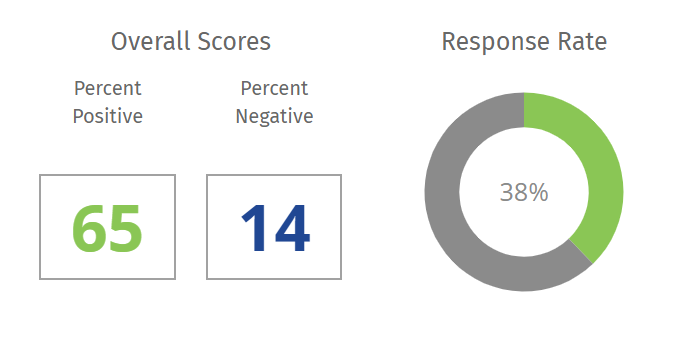 Overall Scores
Percent
Positive
Percent
Negative
65
14
Response Rate
38%